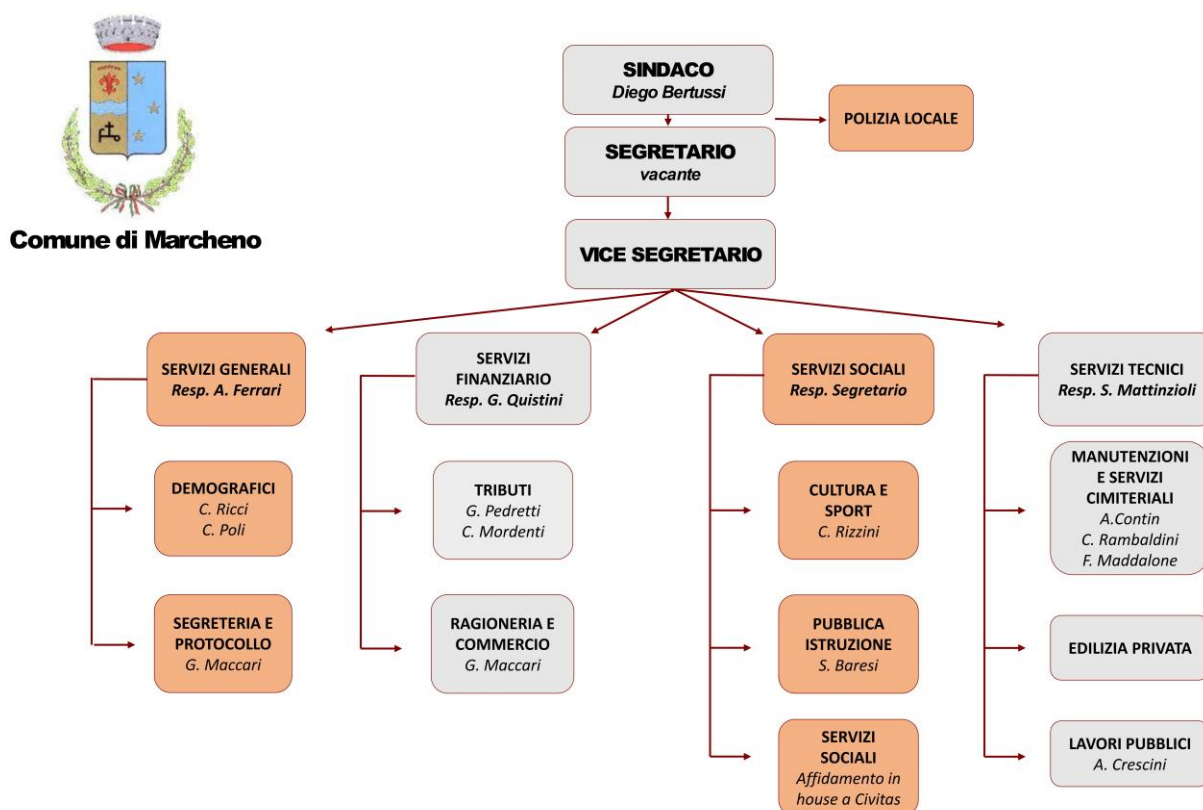 Comune di Marcheno
SINDACO
Diego Bertussi
POLIZIA LOCALE
SEGRETARIO
vacante
VICE SEGRETARIO
SERVIZI GENERALI
Resp. A. Ferrari
DEMOGRAFICI
C. Ricci
C. Poli
SEGRETERIA E
PROTOCOLLO
G. Maccari
SERVIZI
FINANZIARIO
Resp. G. Quistini
TRIBUTI
G. Pedretti
C. Mordenti
RAGIONERIA E
COMMERCIO
G. Maccari
SERVIZI SOCIALI
Resp. Segretario
CULTURA E
SPORT
C. Rizzini
PUBBLICA
ISTRUZIONE
S. Baresi
SERVIZI
SOCIALI
Affidamento in
house a Civitas
SERVIZI TECNICI
Resp. S. Mattinzioli
MANUTENZIONI
E SERVIZI
CIMITERIALI
A.Contin
C. Rambaldini
F. Maddalone
EDILIZIA PRIVATA
LAVORI PUBBLICI
A. Crescini